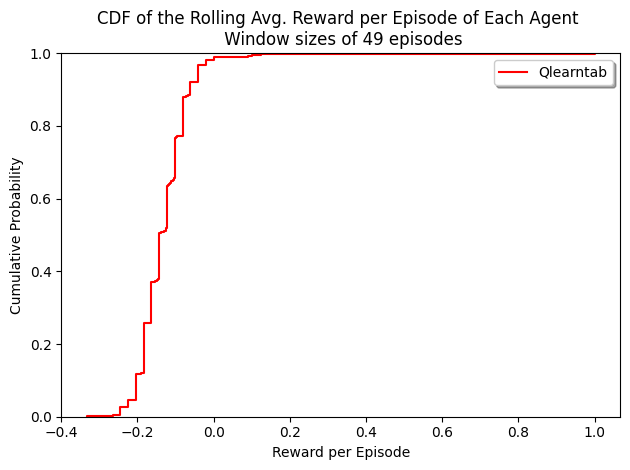 CDF of the Rolling Avg. Reward per Episode of Each Agent
Window sizes of 49 episodes
1.0
Qlearntab
0.8
0.6
0.4
0.2
0.0
Cumulative Probability
−0.4
−0.2
0.0
0.2
0.4
0.6
0.8
1.0
Reward per Episode